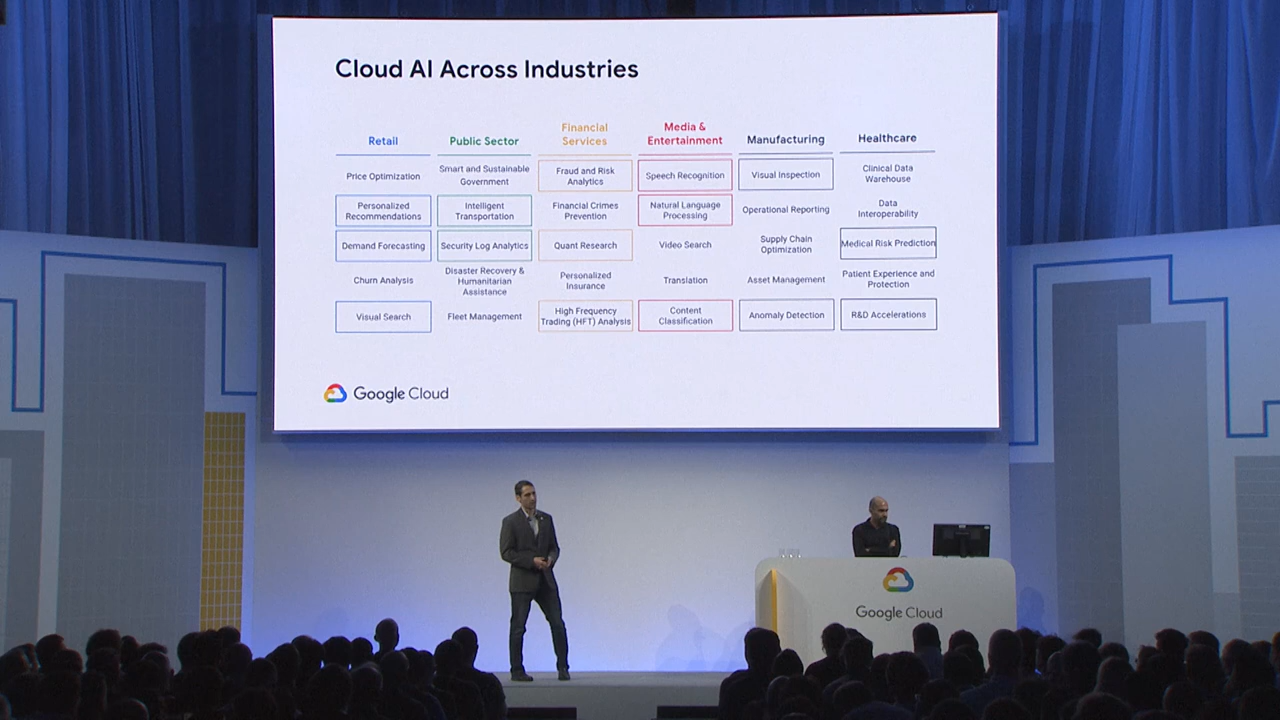 Cloud AI Across Industries
Retail
Price Optimization
Personalized
Recommendations
Demand Forecasting
Churn Analysis
Visual Search
Public Sector
Smart and Sustainable
Government
Intelligent
Transportation
Security Log Analytics
Disaster Recovery &
Humanitarian
Assistance
Fleet Management
Financial
Services
Fraud and Risk
Analytics
Financial Crimes
Prevention
Quant Research
Personalized
Insurance
High Frequency
Trading (HFT) Analysis
Media &
Entertainment
Speech Recognition
Natural Language
Processing
Video Search
Translation
Content
Classification
Manufacturing
Visual Inspection
Operational Reporting
Supply Chain
Optimization
Asset Management
Anomaly Detection
Healthcare
Clinical Data
Warehouse
Data
Interoperability
Medical Risk Prediction
Patient Experience and
Protection
R&D Accelerations
Google Cloud
Google Cloud